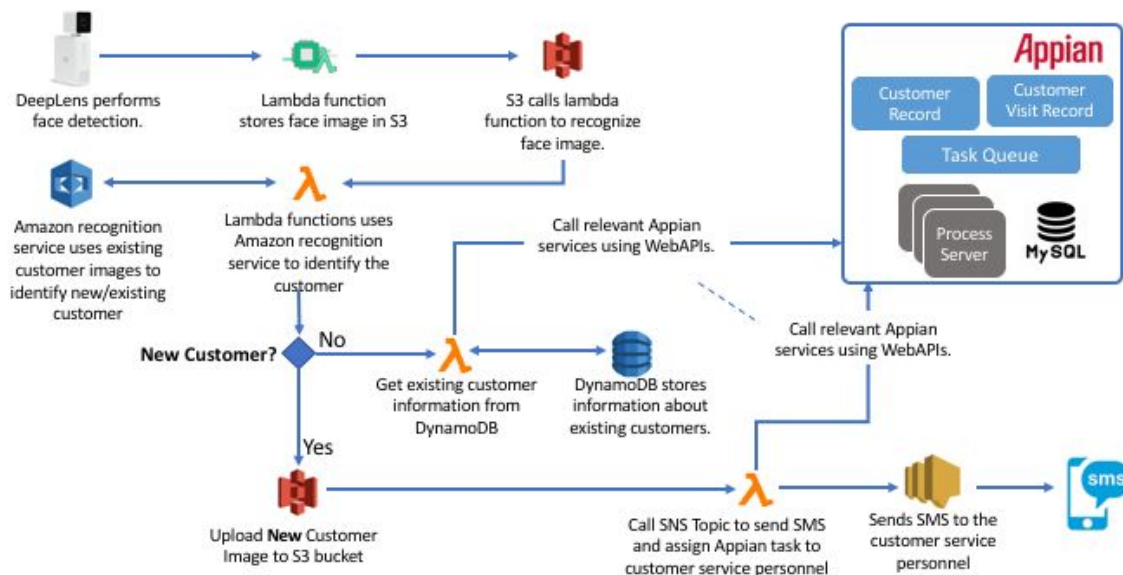 DeepLens performs
face detection.
Lambda function
stores face image in S3
S3 calls lambda
function to recognize
face image.
Appian
Customer
Record
Customer
Visit Record
Task Queue
Process
Server
MySQL
Amazon recognition
service uses existing
customer images to
identify new/existing
customer
Lambda functions uses
Amazon recognition
service to identify the
customer
Call relevant Appian
services using WebAPIs.
Call relevant Appian
services using WebAPIs.
New Customer?
No
Get existing customer
information from
DynamoDB
DynamoDB stores
information about
existing customers.
Yes
Upload New Customer
Image to S3 bucket
Call SNS Topic to send SMS
and assign Appian task to
customer service personnel
Sends SMS to the
customer service
personnel
sms